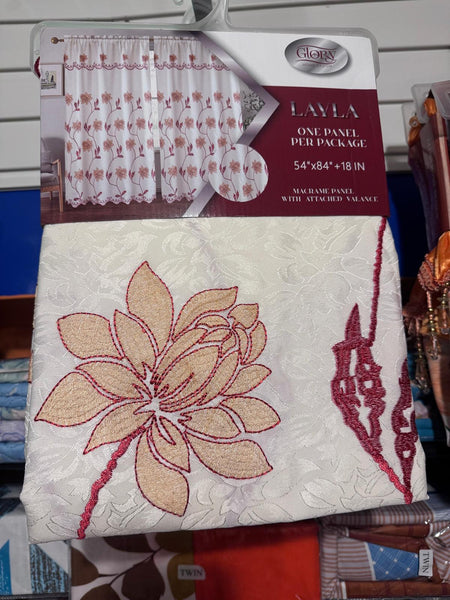 GLORY
LAYLA
ONE PANEL
PER PACKAGE
54"x84"+18 IN
MACRAME PANEL
WITH ATTACHED VALANCE
TWIN
TWIN